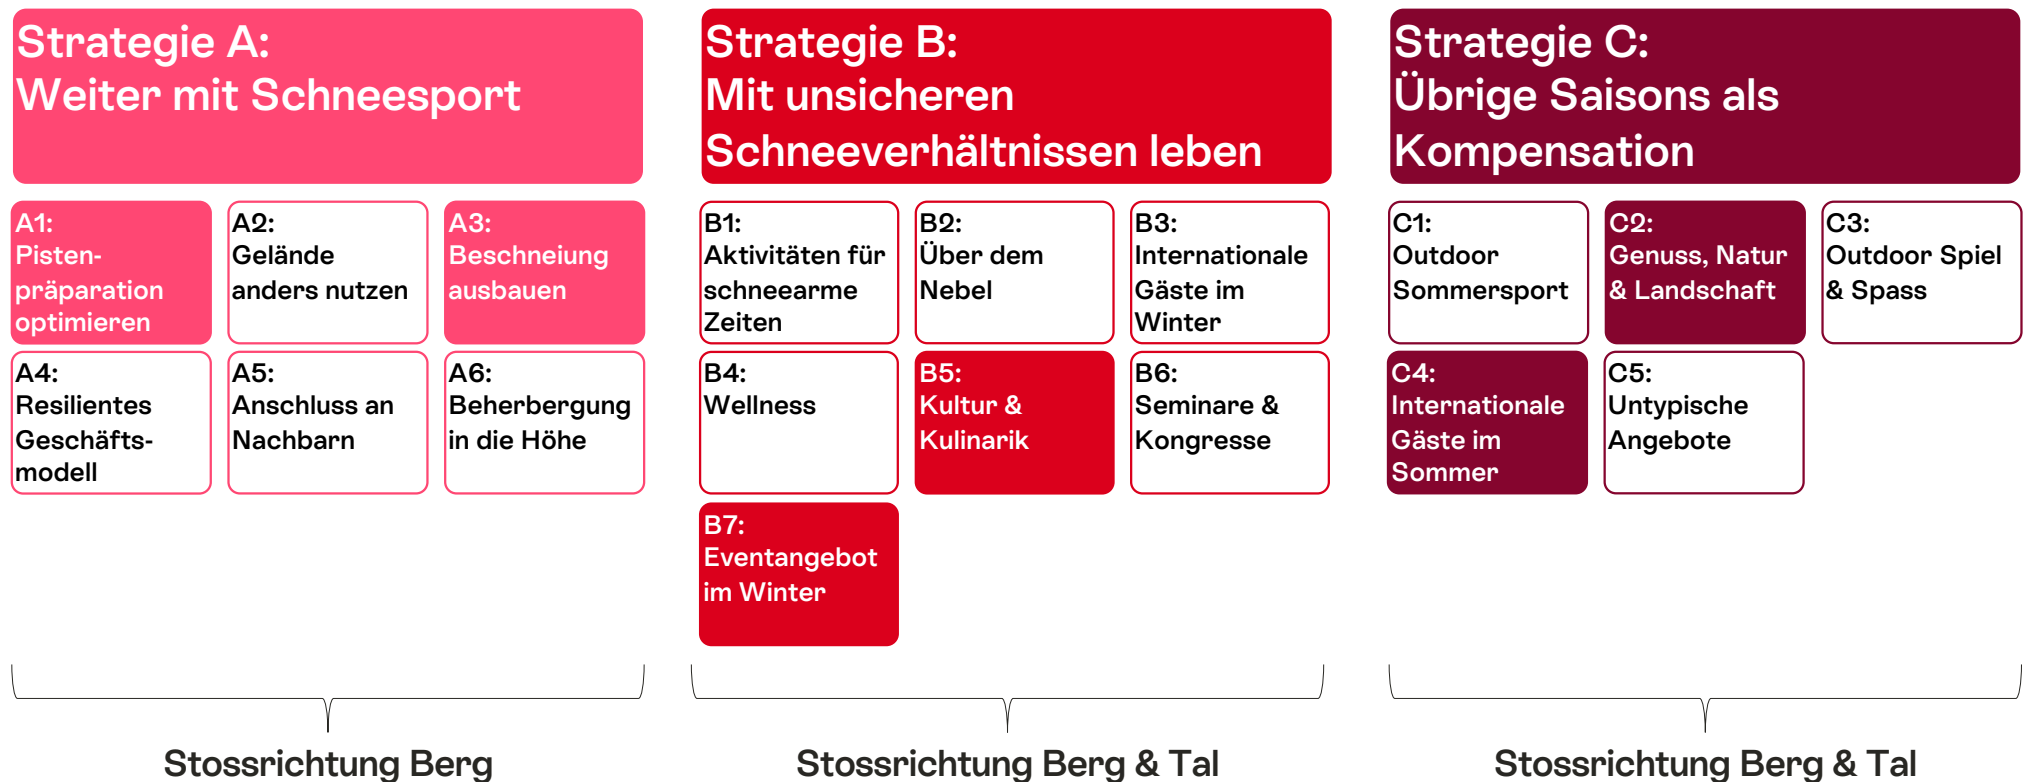 Strategie A:
Weiter mit Schneesport
A1:
Pisten-
präparation
optimieren
A2:
Gelände
anders nutzen
A3:
Beschneiung
ausbauen
A4:
Resilientes
Geschäfts-
modell
A5:
Anschluss an
Nachbarn
A6:
Beherbergung
in die Höhe
Stossrichtung Berg
Strategie B:
Mit unsicheren
Schneeverhältnissen leben
B1:
Aktivitäten für
schneearme
Zeiten
B2:
Über dem
Nebel
B3:
Internationale
Gäste im
Winter
B4:
Wellness
B5:
Kultur &
Kulinarik
B6:
Seminare &
Kongresse
B7:
Eventangebot
im Winter
Stossrichtung Berg & Tal
Strategie C:
Übrige Saisons als
Kompensation
C1:
Outdoor
Sommersport
C2:
Genuss, Natur
& Landschaft
C3:
Outdoor Spiel
& Spass
C4:
Internationale
Gäste im
Sommer
C5:
Untypische
Angebote
Stossrichtung Berg & Tal